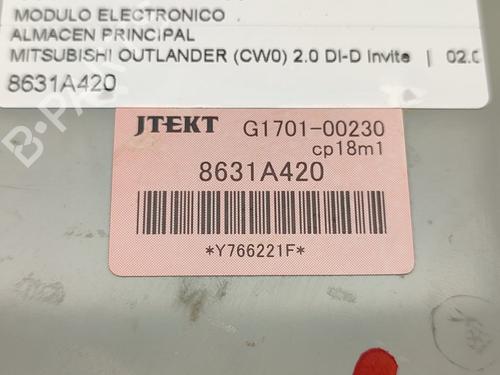 MODULO ELECTRONICO
ALMACEN PRINCIPAL
MITSUBISHI OUTLANDER (CW0) 2.0 DI-D Invite | 02.0
8631A420
JTEKT G1701-00230
cp18m1
8631A420
*Y766221F*